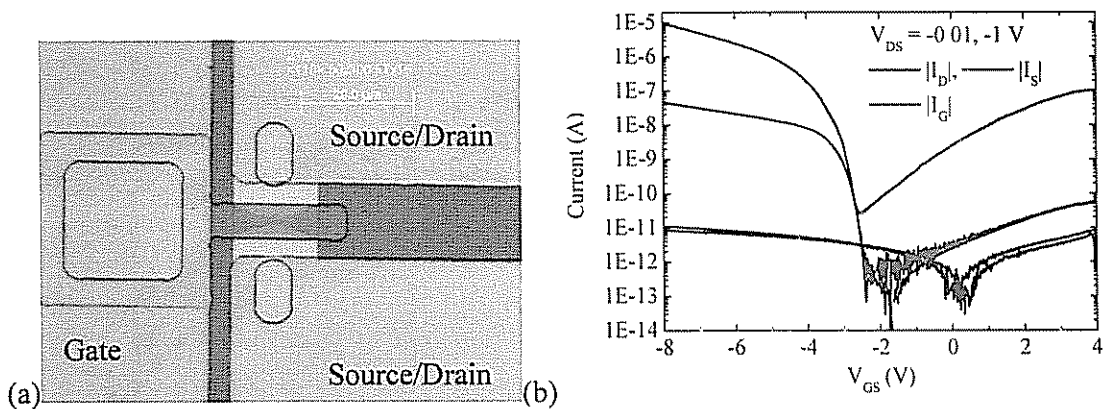 Source/Drain
Gate
Source/Drain
(a)
(b)
1E-5
1E-6
1E-7
1E-8
1E-9
1E-10
1E-11
1E-12
1E-13
1E-14
Current (A)
V_DS = -0 01, -1 V
|I_D|, |I_S|
|I_G|
-8 -6 -4 -2 0 2 4
V_GS (V)